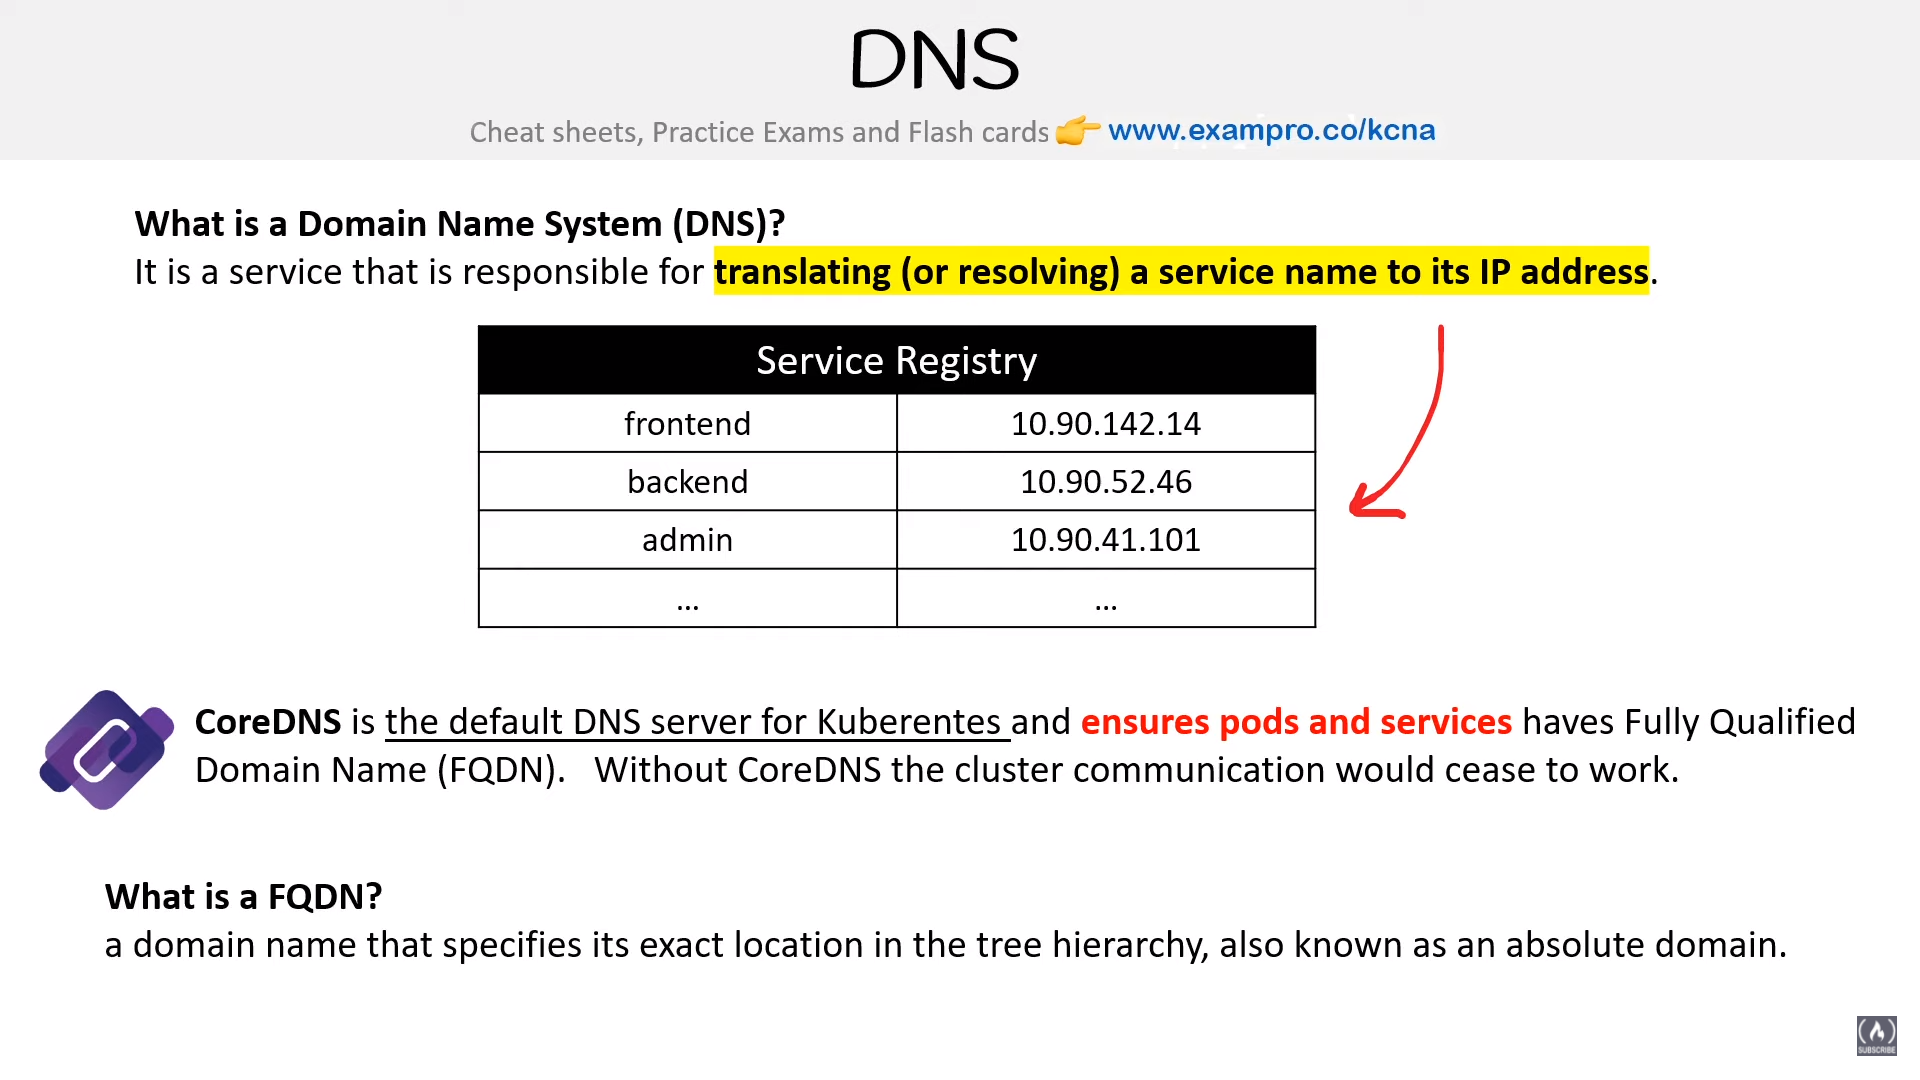 DNS
Cheat sheets, Practice Exams and Flash cards 👉 www.exampro.co/kcna
What is a Domain Name System (DNS)?
It is a service that is responsible for translating (or resolving) a service name to its IP address.
Service Registry
frontend 10.90.142.14
backend 10.90.52.46
admin 10.90.41.101
... ...
CoreDNS is the default DNS server for Kuberentes and ensures pods and services haves Fully Qualified
Domain Name (FQDN). Without CoreDNS the cluster communication would cease to work.
What is a FQDN?
a domain name that specifies its exact location in the tree hierarchy, also known as an absolute domain.
SUBSCRIBE